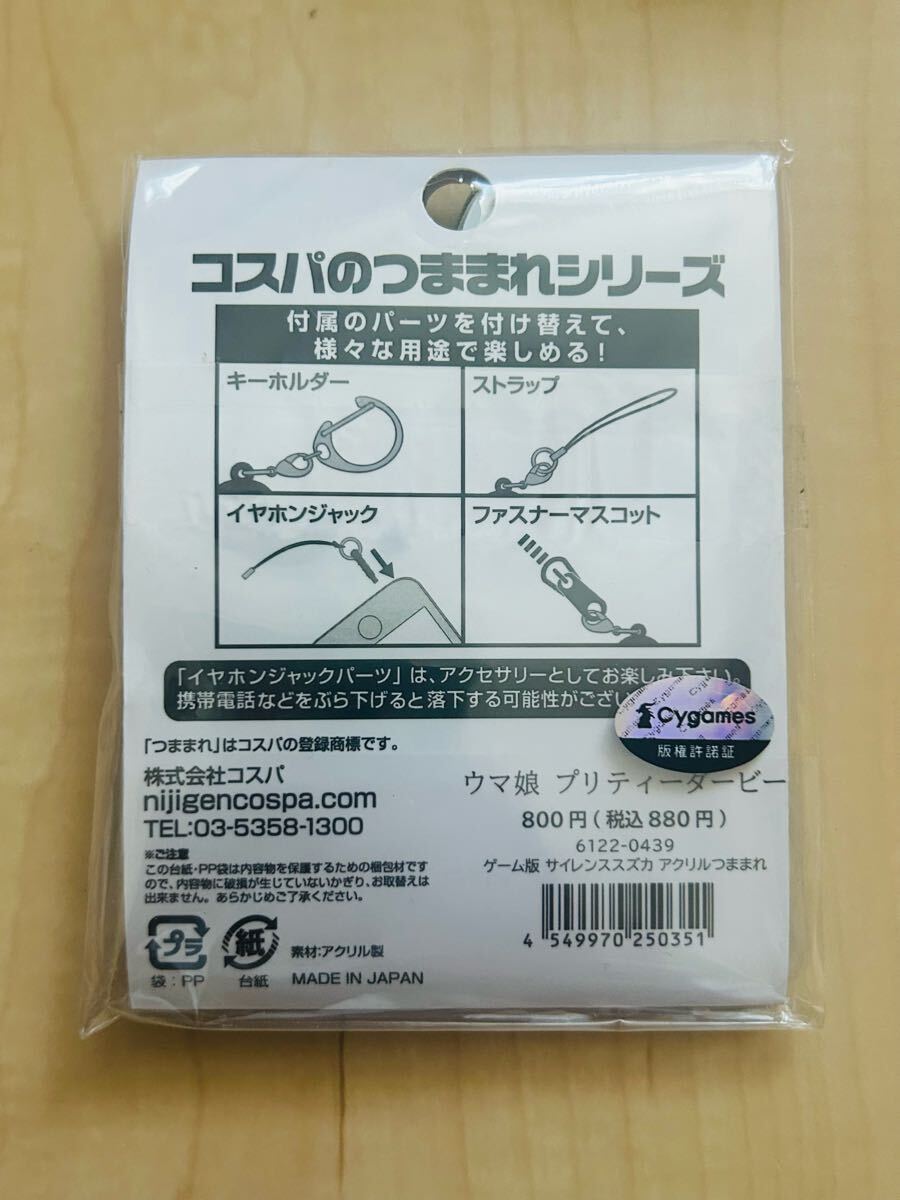 コスパのつままれシリーズ
付属のパーツを付け替えて、
様々な用途で楽しめる!
キーホルダー
ストラップ
イヤホンジャック
ファスナーマスコット
「イヤホンジャックパーツ」は、アクセサリーとしてお楽しみ下さい。
携帯電話などをぶら下げると落下する可能性がござい
Cygames
版権許諾証
「つままれ」はコスパの登録商標です。
株式会社コスパ
nijigencospa.com
TEL:03-5358-1300
※ご注意
この台紙・PP袋は内容物を保護するための梱包材です
ので、内容物に破損が生じていないかぎり、お取替えは
出来ません。あらかじめご了承ください。
プラ
袋:PP
紙
台紙
素材:アクリル製
MADE IN JAPAN
ウマ娘 プリティーダービー
800円(税込880円)
6122-0439
ゲーム版 サイレンススズカ アクリルつままれ
4 549970 250351